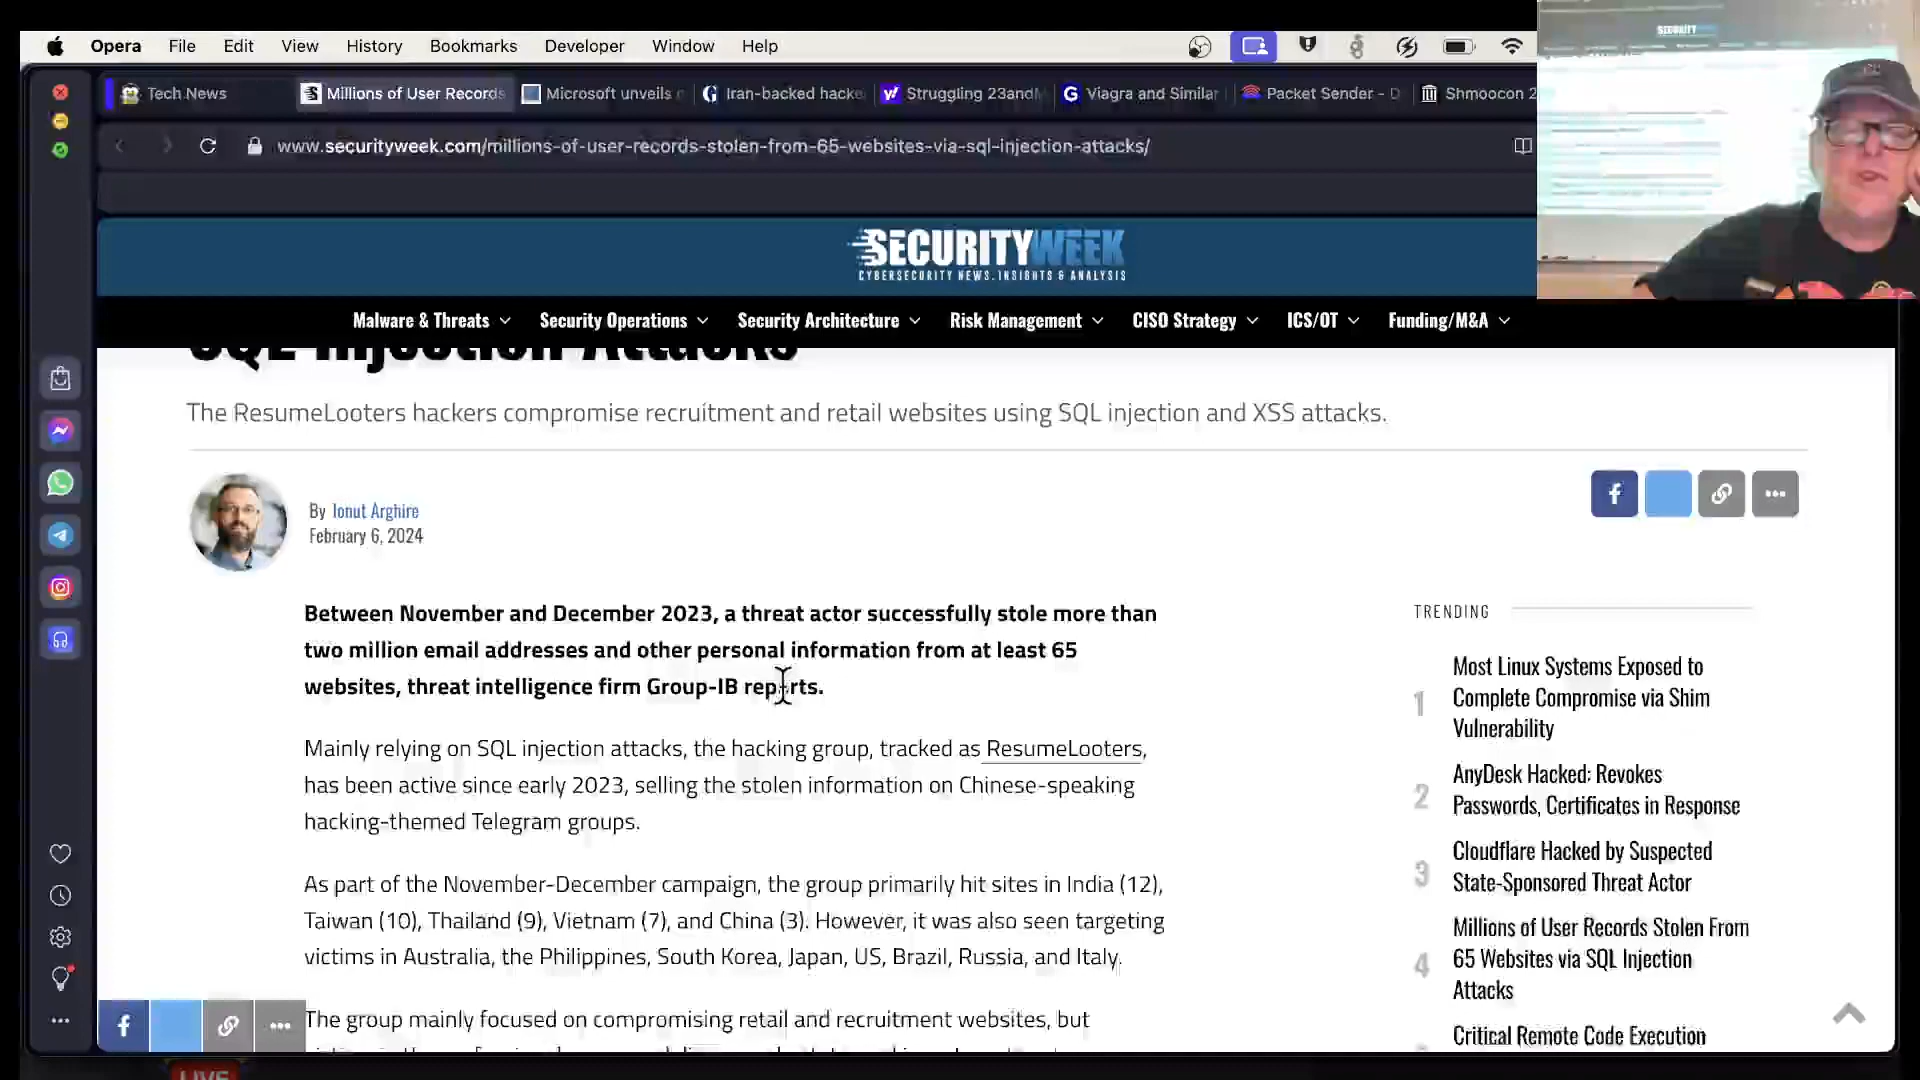 Opera File Edit View History Bookmarks Developer Window Help
SECURITY
Tech News
Millions of User Records
Microsoft unveils
Iran-backed hacke
Struggling 23and
Viagra and Similar
Packet Sender - D
Shmoocon 2
www.securityweek.com/millions-of-user-records-stolen-from-65-websites-via-sql-injection-attacks/
SECURITYWEEK
CYBERSECURITY NEWS, INSIGHTS & ANALYSIS
Malware & Threats Security Operations Security Architecture Risk Management CISO Strategy ICS/OT Funding/M&A
SQL Injection Attacks
The ResumeLooters hackers compromise recruitment and retail websites using SQL injection and XSS attacks.
By Ionut Arghire
February 6, 2024
Between November and December 2023, a threat actor successfully stole more than
two million email addresses and other personal information from at least 65
websites, threat intelligence firm Group-IB reports.
Mainly relying on SQL injection attacks, the hacking group, tracked as ResumeLooters,
has been active since early 2023, selling the stolen information on Chinese-speaking
hacking-themed Telegram groups.
As part of the November-December campaign, the group primarily hit sites in India (12),
Taiwan (10), Thailand (9), Vietnam (7), and China (3). However, it was also seen targeting
victims in Australia, the Philippines, South Korea, Japan, US, Brazil, Russia, and Italy.
The group mainly focused on compromising retail and recruitment websites, but
TRENDING
1
Most Linux Systems Exposed to
Complete Compromise via Shim
Vulnerability
2
AnyDesk Hacked: Revokes
Passwords, Certificates in Response
3
Cloudflare Hacked by Suspected
State-Sponsored Threat Actor
4
Millions of User Records Stolen From
65 Websites via SQL Injection
Attacks
Critical Remote Code Execution
LIVE